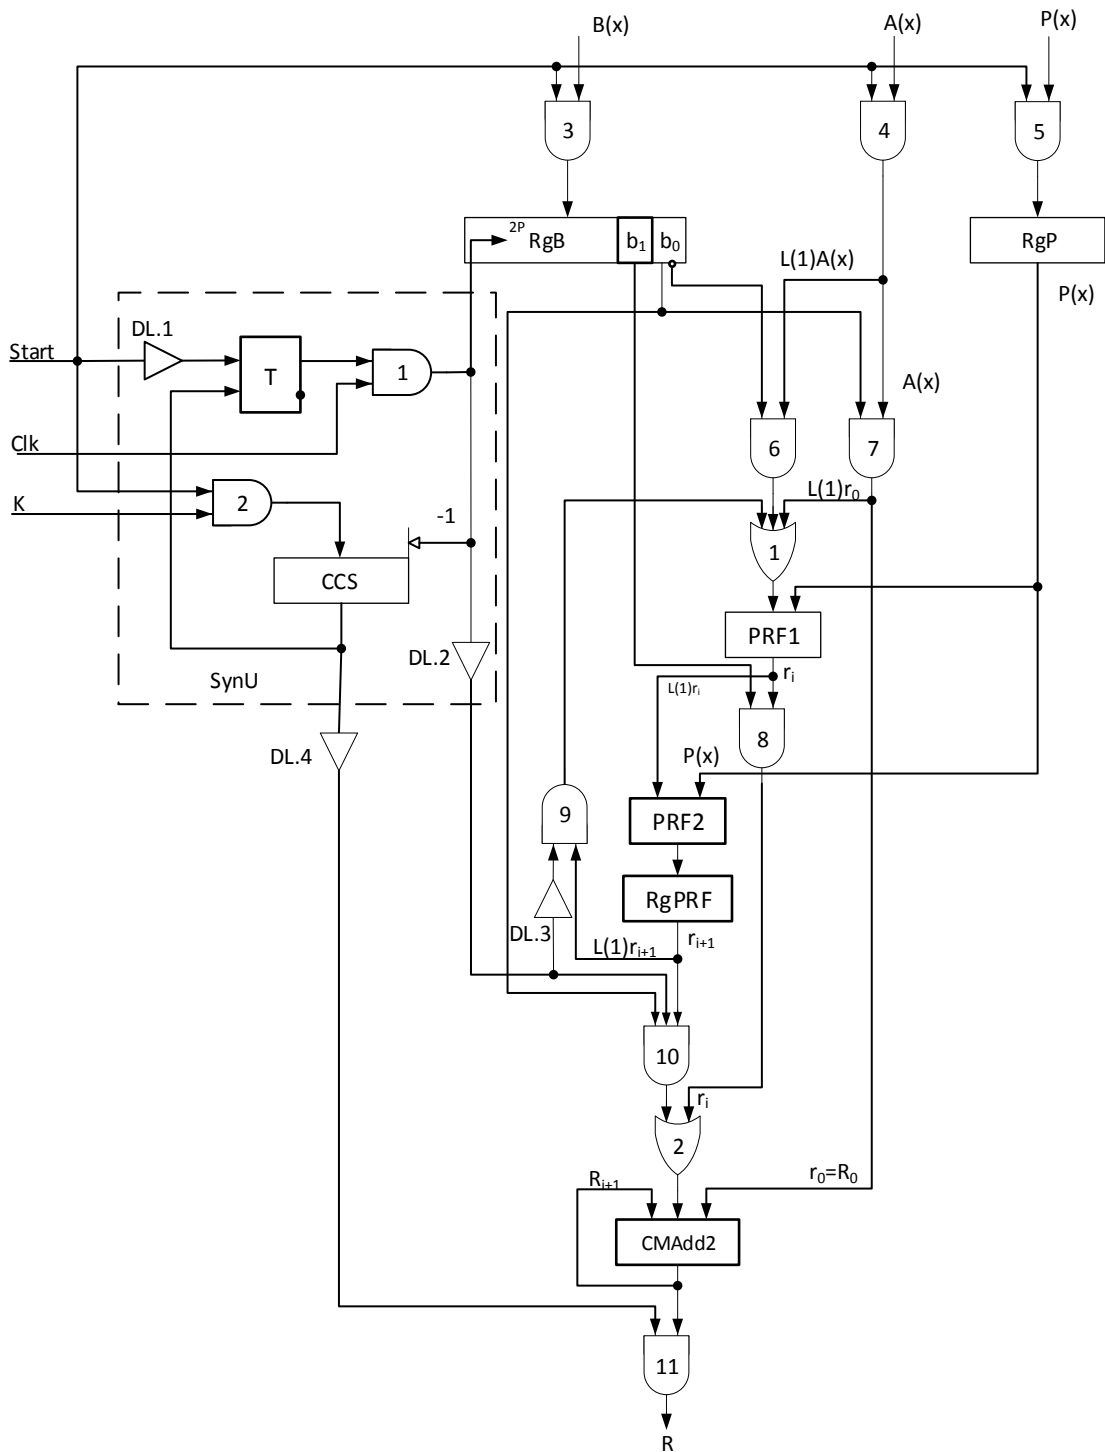 B(x)
A(x)
P(x)
3
4
5
2P
RgB
b1
b0
RgP
L(1)A(x)
P(x)
DL.1
Start
T
1
A(x)
Clk
6
7
K
2
L(1)r0
-1
1
CCS
PRF1
DL.2
SynU
L(1)ri
ri
8
DL.4
P(x)
9
PRF2
RgPRF
DL.3
L(1)ri+1
ri+1
10
ri
2
Ri+1
r0=R0
CMAdd2
11
R